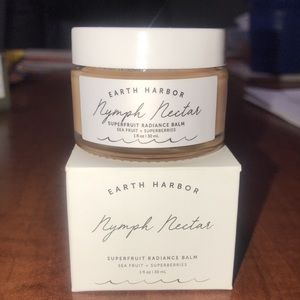 EARTH HARBOR
Nymph Nectar
SUPERFRUIT RADIANCE BALM
SEA FRUIT + SUPERBERRIES
1 fl oz | 30 mL
EARTH HARBOR
Nymph Nectar
SUPERFRUIT RADIANCE BALM
SEA FRUIT + SUPERBERRIES
1 fl oz | 30 mL